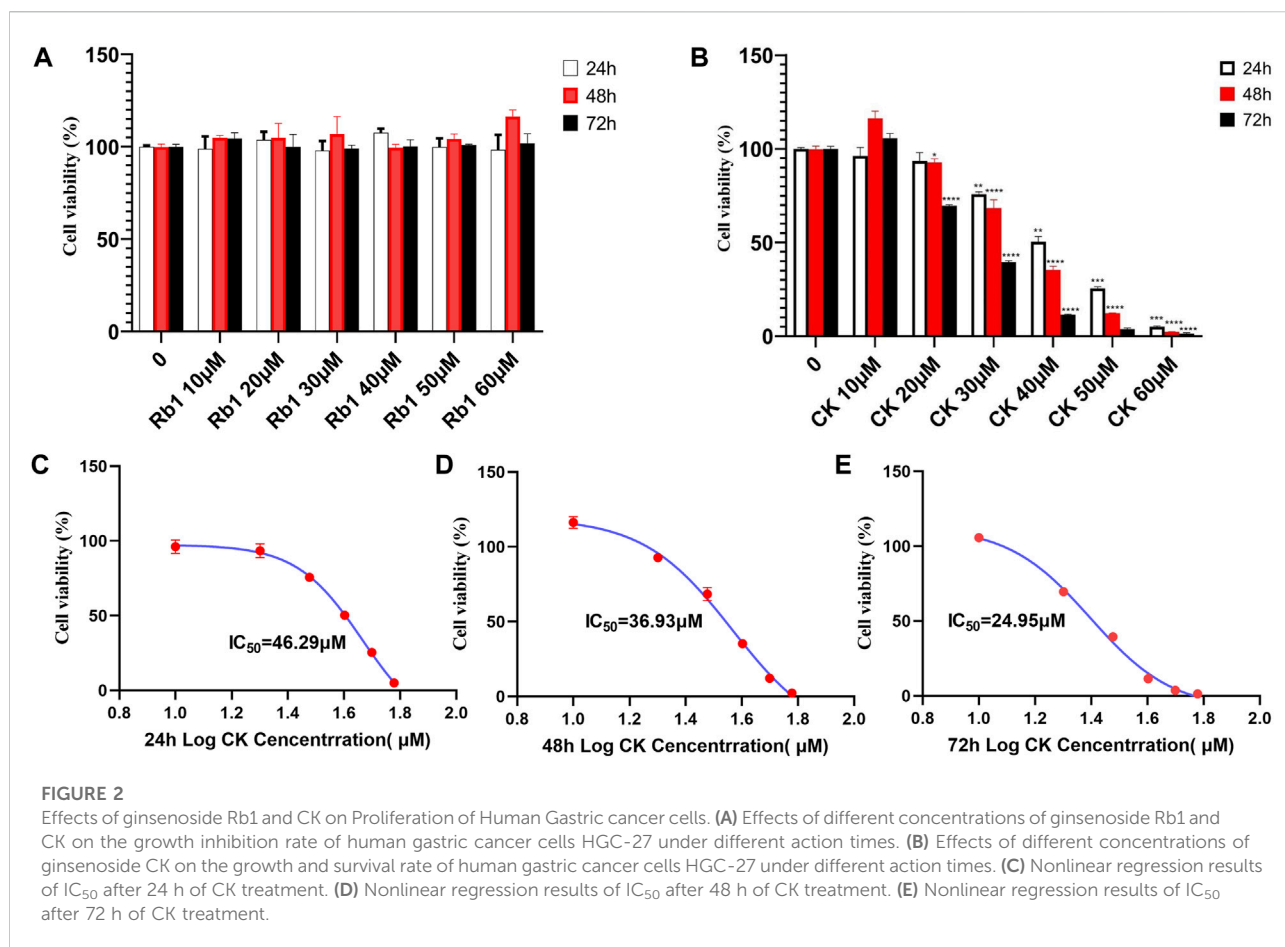 A
150
100
50
0
Cell viability (%)
24h
48h
72h
0
Rb1 10μM
Rb1 20μM
Rb1 30μM
Rb1 40μM
Rb1 50μM
Rb1 60μM
B
150
100
50
0
Cell viability (%)
24h
48h
72h
*
****
**
****
****
**
****
****
***
****
***
****
****
0
CK 10μM
CK 20μM
CK 30μM
CK 40μM
CK 50μM
CK 60μM
C
150
100
50
0
Cell viability (%)
IC50=46.29μM
0.8 1.0 1.2 1.4 1.6 1.8 2.0
24h Log CK Cencentrration( μM)
D
150
100
50
0
Cell viability (%)
IC50=36.93μM
0.8 1.0 1.2 1.4 1.6 1.8 2.0
48h Log CK Cencentrration( μM)
E
150
100
50
0
Cell viability (%)
IC50=24.95μM
0.8 1.0 1.2 1.4 1.6 1.8 2.0
72h Log CK Cencentrration( μM)
FIGURE 2
Effects of ginsenoside Rb1 and CK on Proliferation of Human Gastric cancer cells. (A) Effects of different concentrations of ginsenoside Rb1 and
CK on the growth inhibition rate of human gastric cancer cells HGC-27 under different action times. (B) Effects of different concentrations of
ginsenoside CK on the growth and survival rate of human gastric cancer cells HGC-27 under different action times. (C) Nonlinear regression results
of IC50 after 24 h of CK treatment. (D) Nonlinear regression results of IC50 after 48 h of CK treatment. (E) Nonlinear regression results of IC50
after 72 h of CK treatment.